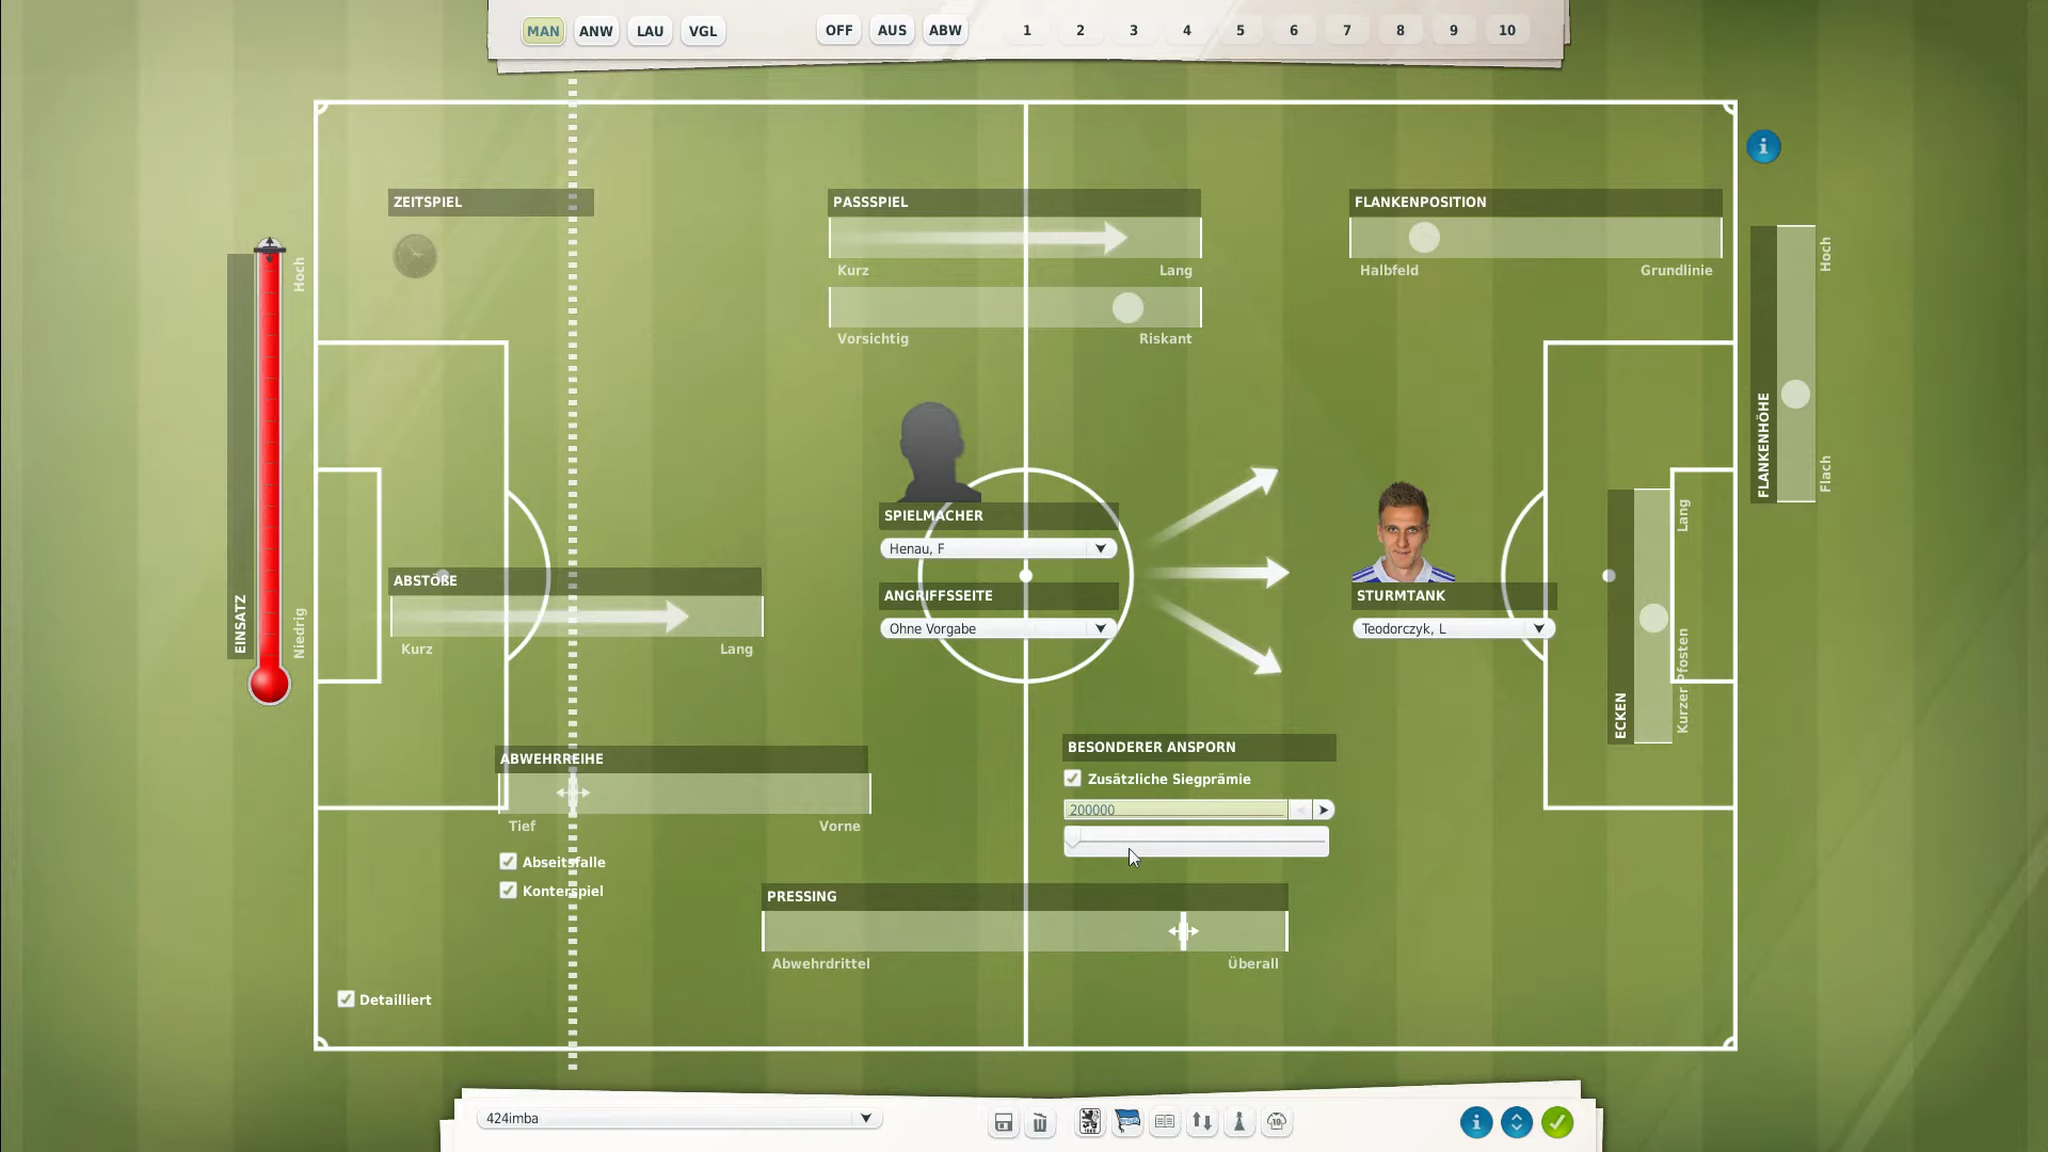 MAN ANW LAU VGL OFF AUS ABW 1 2 3 4 5 6 7 8 9 10
ZEITSPIEL
PASSSPIEL
Kurz Lang
Vorsichtig Riskant
FLANKENPOSITION
Halbfeld Grundlinie
EINSATZ
Hoch
Niedrig
FLANKENHÖHE
Hoch
Flach
SPIELMACHER
Henau, F
ANGRIFFSSEITE
Ohne Vorgabe
STURMTANK
Teodorczyk, L
ECKEN
Lang
Kurzer Pfosten
ABSTÖßE
Kurz Lang
ABWEHRREIHE
Tief Vorne
Abseitsfalle
Konterspiel
BESONDERER ANSPORN
Zusätzliche Siegprämie
200000
PRESSING
Abwehrdrittel Überall
Detailliert
424imba